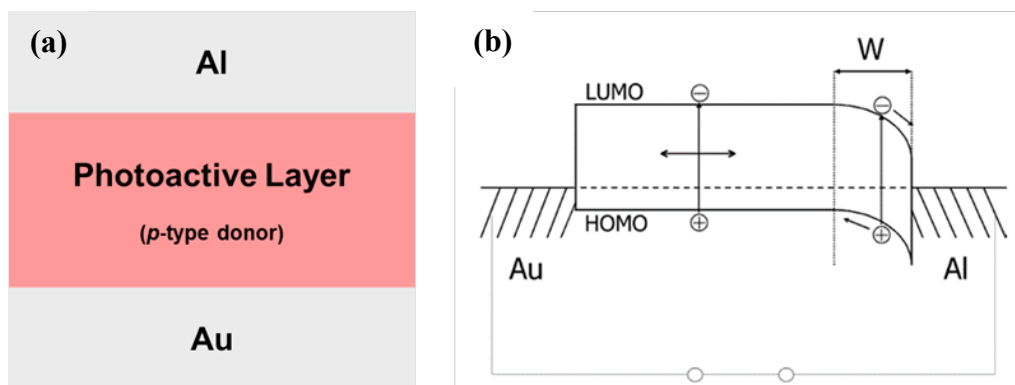 (a)
Al
Photoactive Layer
(p-type donor)
Au
(b)
W
LUMO
HOMO
Au
Al